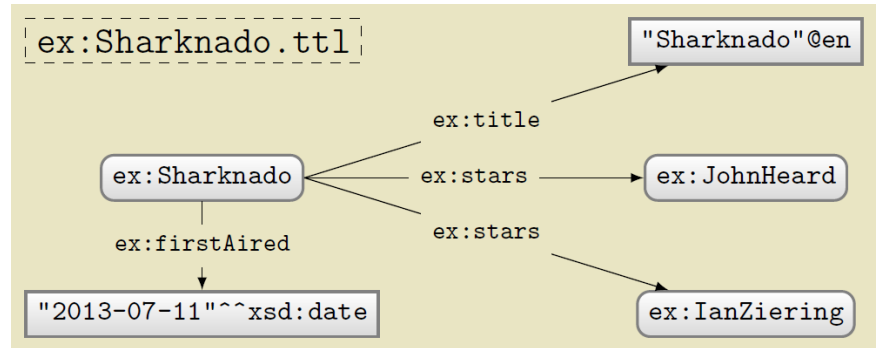 ex:Sharknado.ttl
"Sharknado"@en
ex:title
ex:Sharknado
ex:stars
ex:JohnHeard
ex:stars
ex:firstAired
"2013-07-11"^^xsd:date
ex:IanZiering